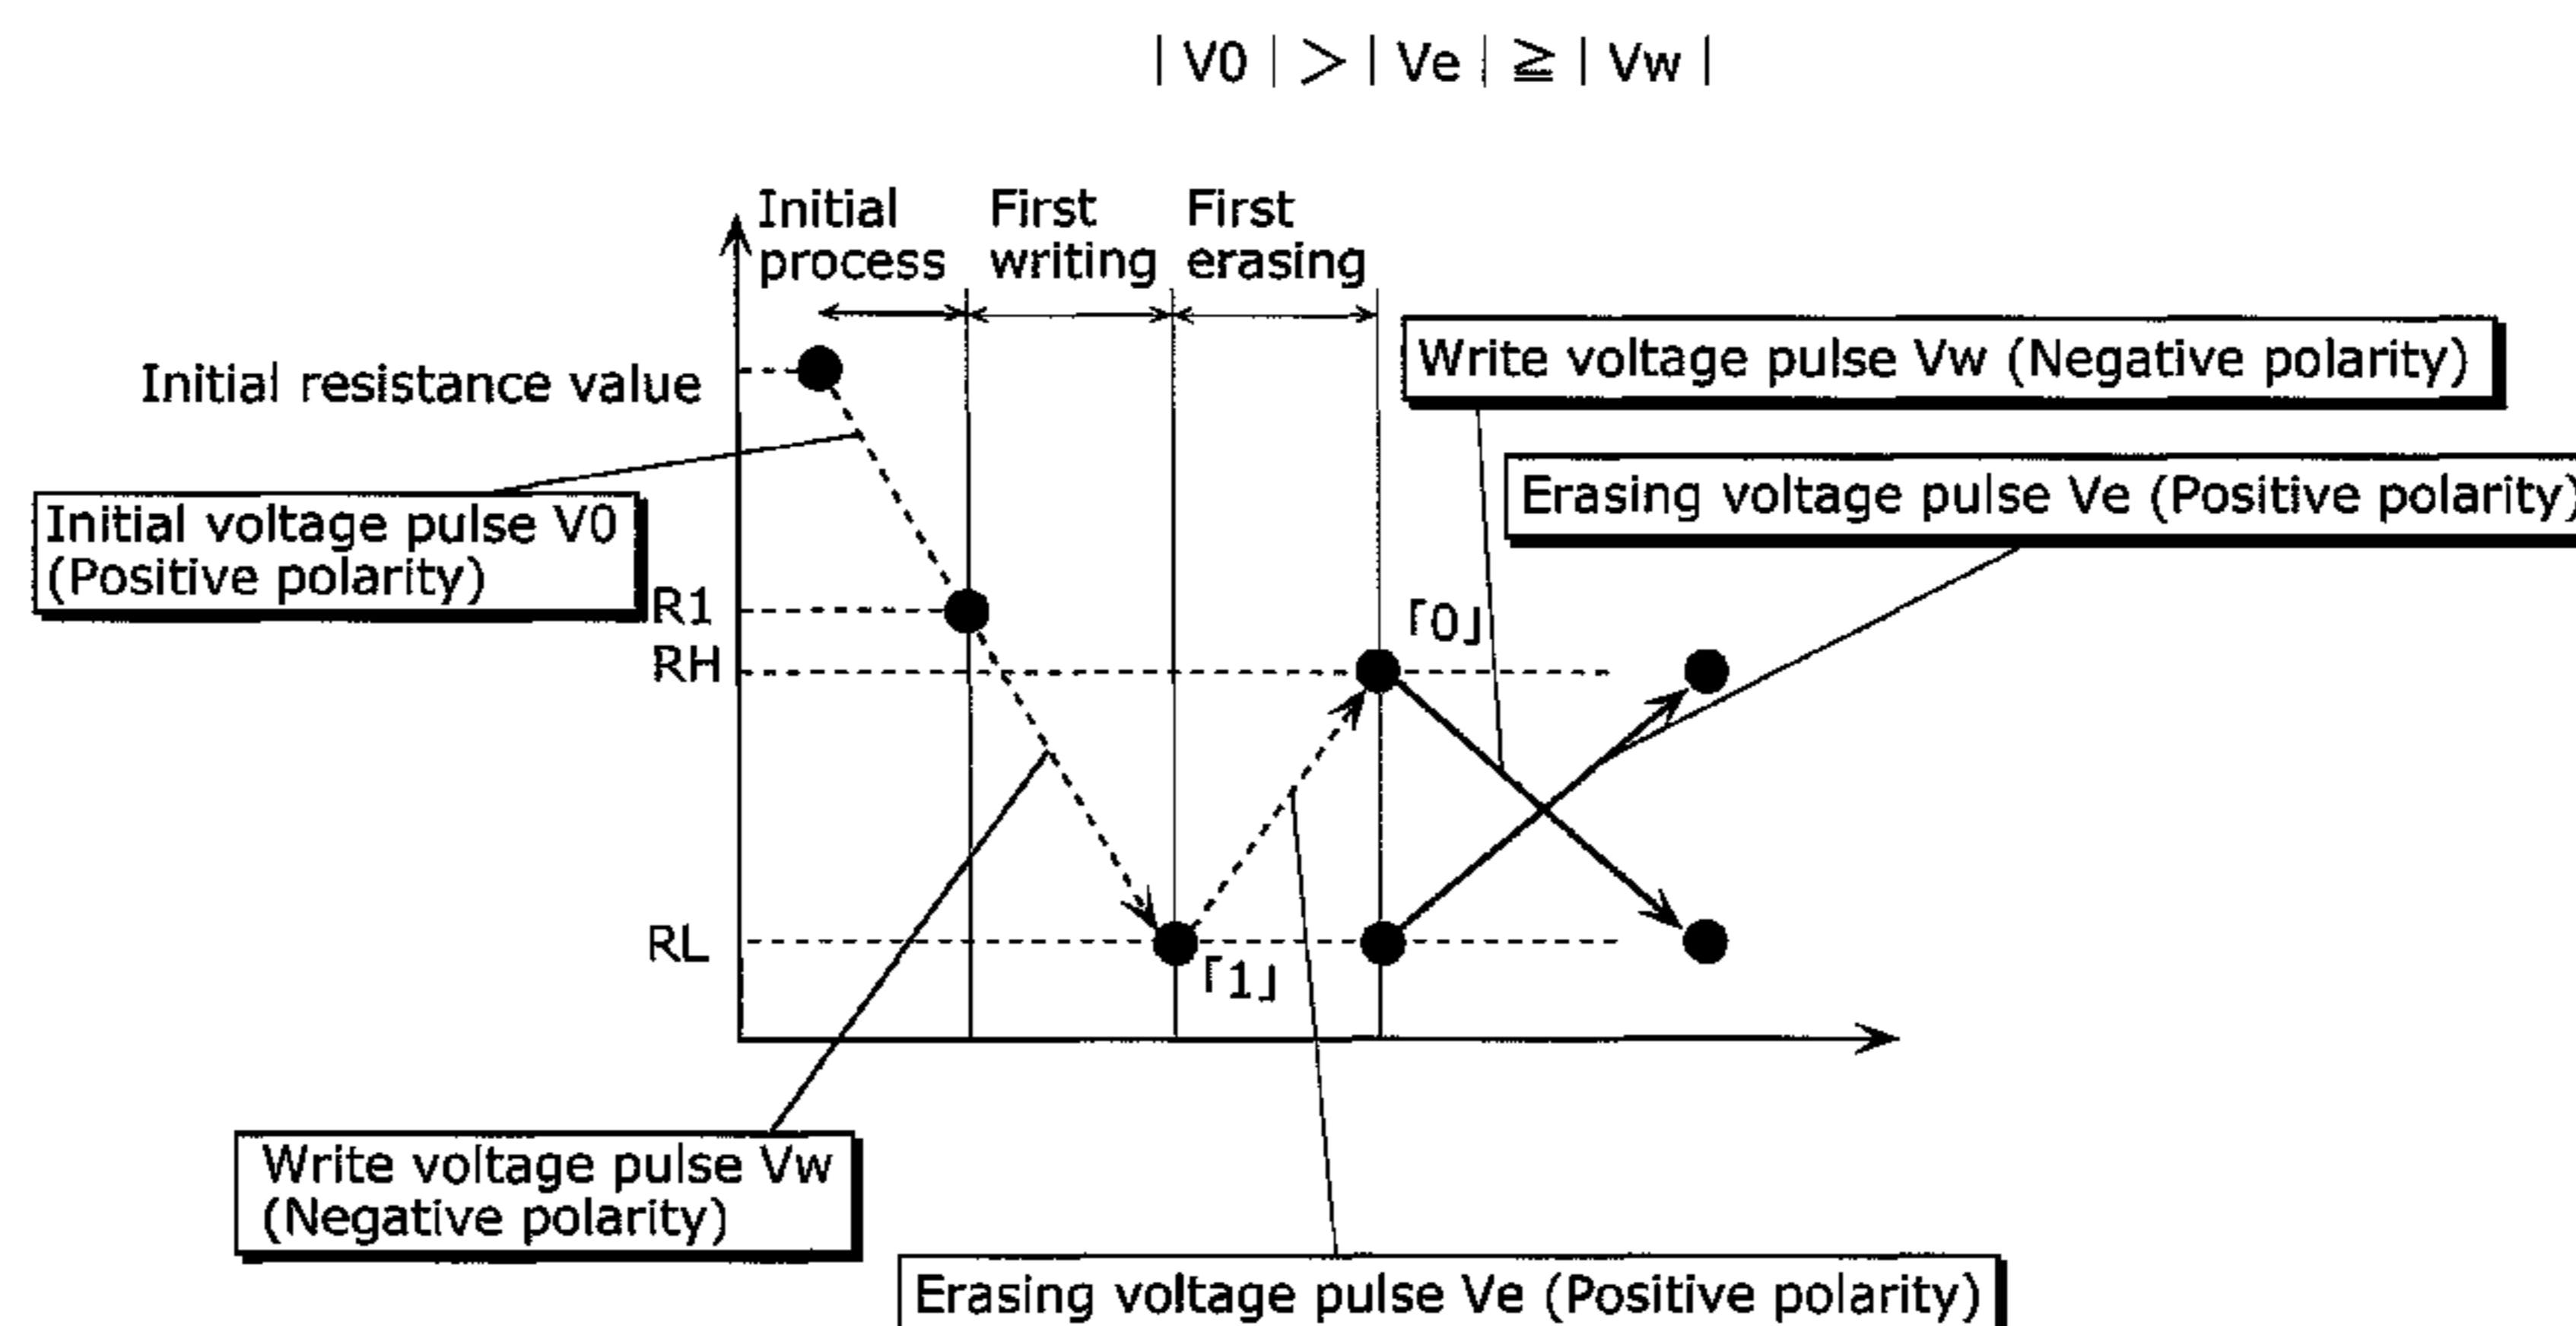 | V0 | > | Ve | ≧ | Vw |
Initial
process
First
writing
First
erasing
Write voltage pulse Vw (Negative polarity)
Initial resistance value
Erasing voltage pulse Ve (Positive polarity)
Initial voltage pulse V0
(Positive polarity)
R1
「0」
RH
RL
「1」
Write voltage pulse Vw
(Negative polarity)
Erasing voltage pulse Ve (Positive polarity)